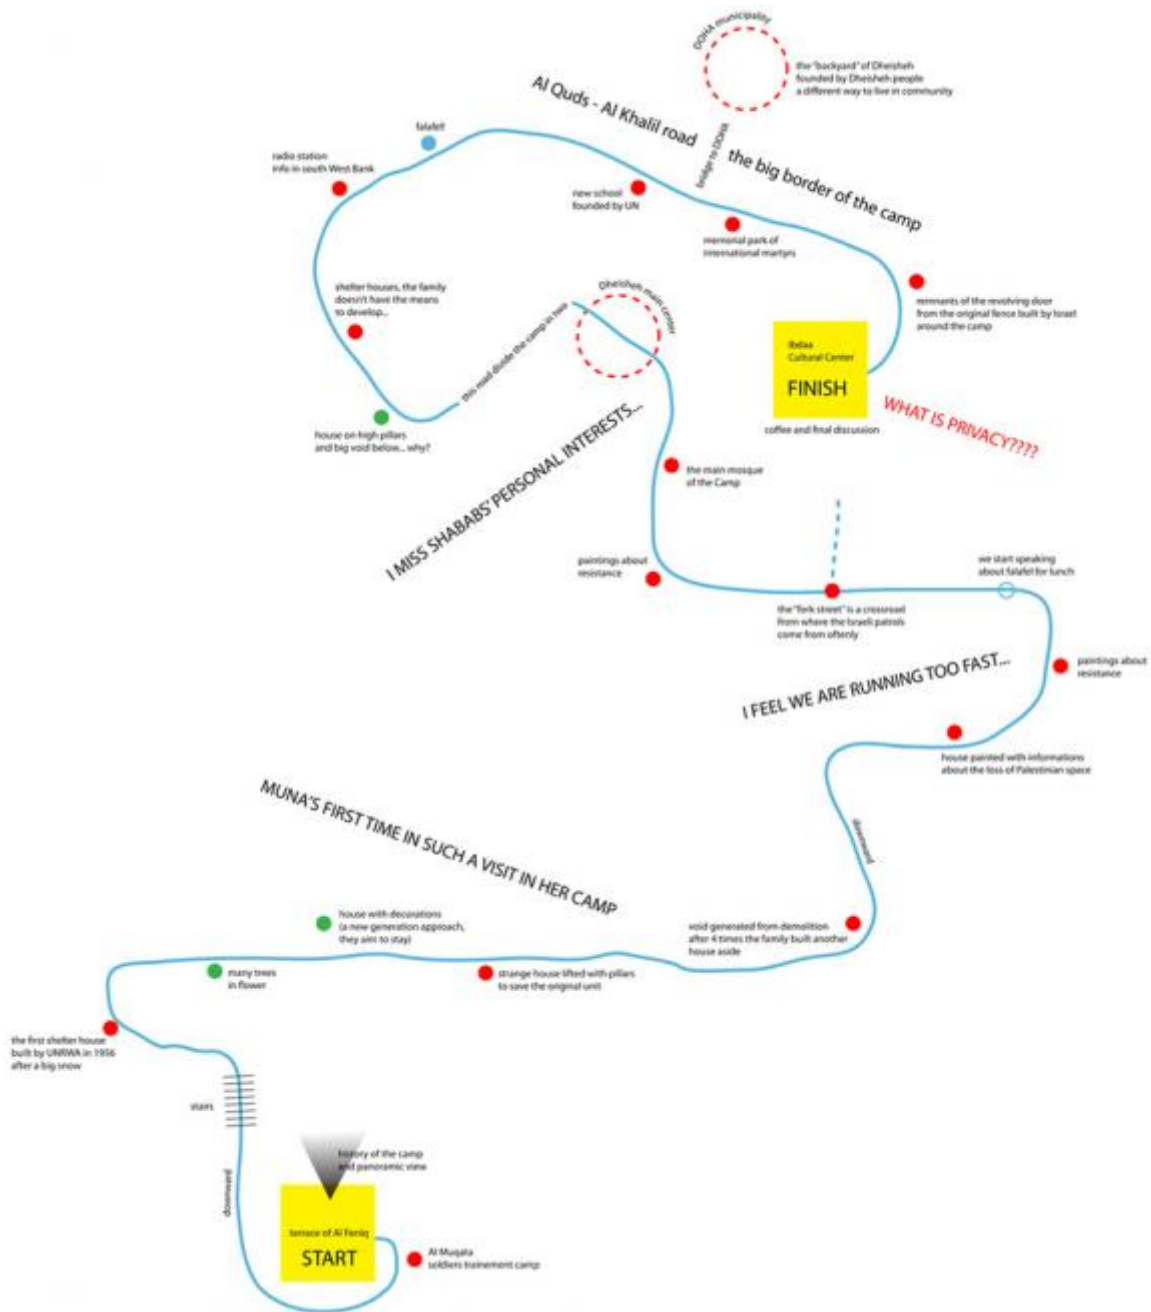 DOHA municipality
the "backyard" of Dheisheh
founded by Dheisheh people
a different way to live in community
Al Quds - Al Khalil road
bridge to DOHA
the big border of the camp
falafel!
radio station
info in south West Bank
new school
founded by UN
memorial park of
international martyrs
shelter houses, the family
doesn't have the means
to develop...
Dheisheh main center
this road divide the camp in two
remnants of the revolving door
from the original fence built by Israel
around the camp
Ibdaa
Cultural Center
FINISH
coffee and final discussion
WHAT IS PRIVACY????
house on high pillars
and big void below... why?
I MISS SHABABS' PERSONAL INTERESTS...
the main mosque
of the Camp
paintings about
resistance
we start speaking
about falafel for lunch
the "fork street" is a crossroad
from where the Israeli patrols
come from oftenly
paintings about
resistance
I FEEL WE ARE RUNNING TOO FAST...
house painted with informations
about the loss of Palestinian space
downward
MUNA'S FIRST TIME IN SUCH A VISIT IN HER CAMP
house with decorations
(a new generation approach,
they aim to stay)
void generated from demolition
after 4 times the family built another
house aside
many trees
in flower
strange house lifted with pillars
to save the original unit
the first shelter house
built by UNRWA in 1956
after a big snow
stairs
downward
history of the camp
and panoramic view
terrace of Al Feniq
START
Al Muqata
soldiers trainement camp